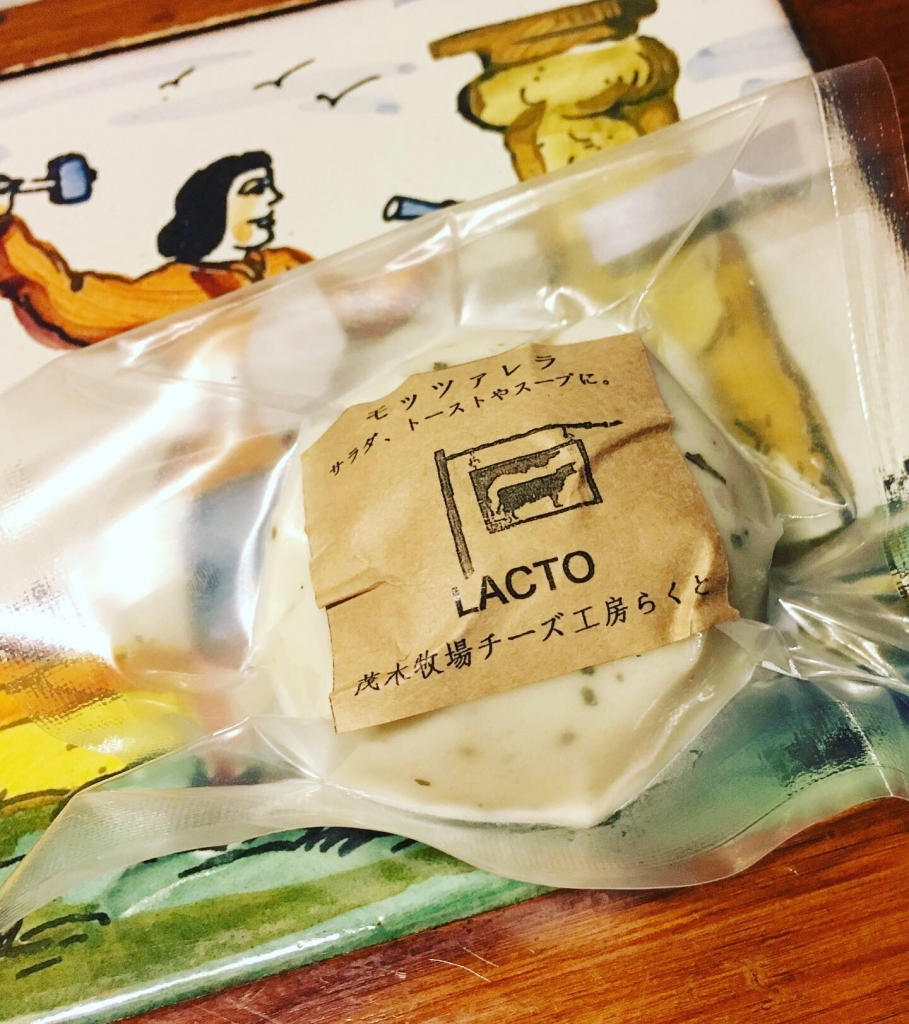 モッツァレラ
サラダ、トーストやスープに。
LACTO
茂木牧場チーズ工房らくと